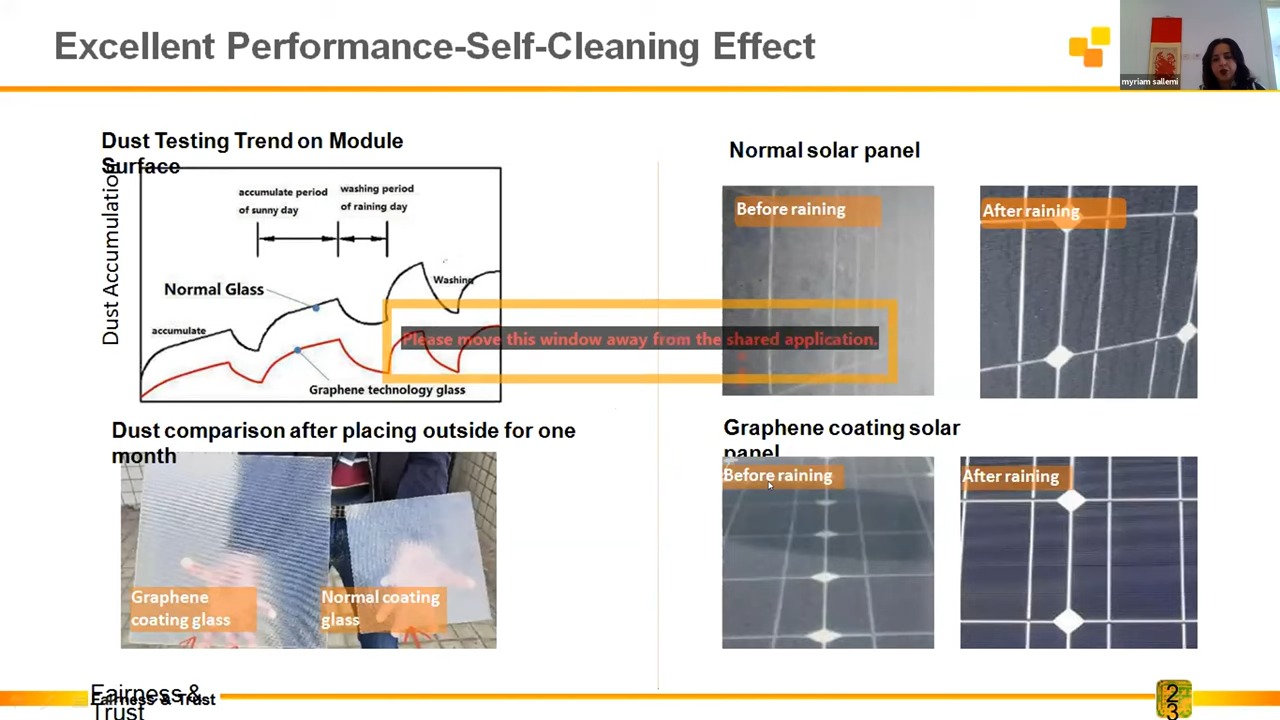 Excellent Performance-Self-Cleaning Effect
myriam sallemi
Dust Testing Trend on Module
Surface
Dust Accumulation
accumulate period
of sunny day
washing period
of raining day
Normal Glass
Washing
accumulate
Graphene technology glass
Please move this window away from the shared application.
Dust comparison after placing outside for one
month
Graphene
coating glass
Normal coating
glass
Normal solar panel
Before raining
After raining
Graphene coating solar
panel
Before raining
After raining
Fairness &
Trust
Fairness & Trust
2
3